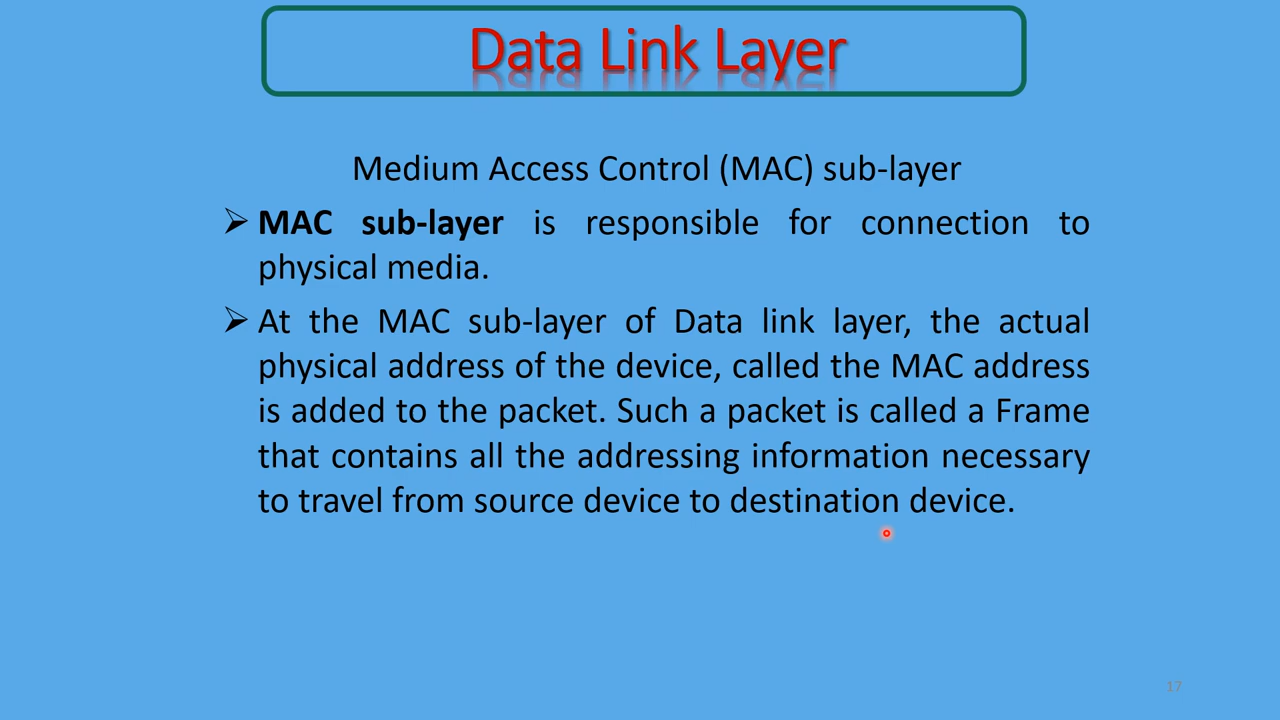 Data Link Layer
Medium Access Control (MAC) sub-layer
➢ MAC sub-layer is responsible for connection to
physical media.
➢ At the MAC sub-layer of Data link layer, the actual
physical address of the device, called the MAC address
is added to the packet. Such a packet is called a Frame
that contains all the addressing information necessary
to travel from source device to destination device.
17